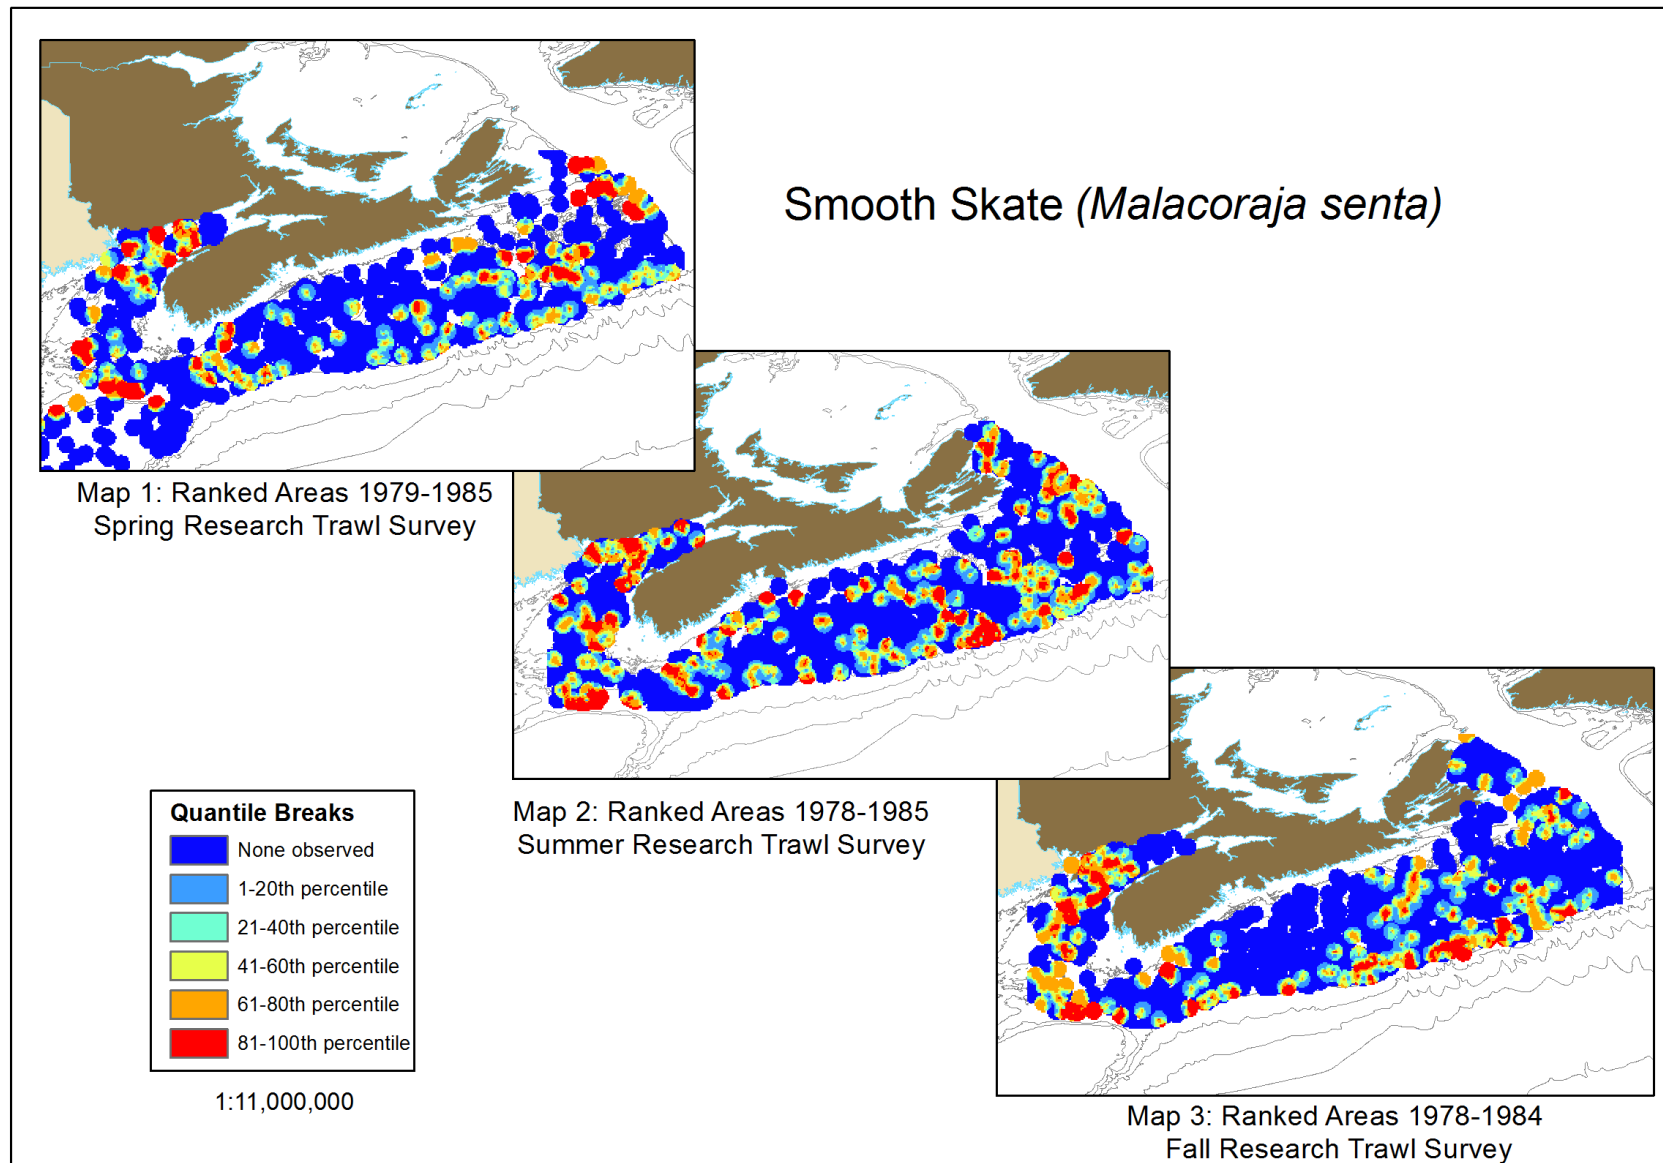 Smooth Skate (Malacoraja senta)
Map 1: Ranked Areas 1979-1985
Spring Research Trawl Survey
Map 2: Ranked Areas 1978-1985
Summer Research Trawl Survey
Quantile Breaks
None observed
1-20th percentile
21-40th percentile
41-60th percentile
61-80th percentile
81-100th percentile
1:11,000,000
Map 3: Ranked Areas 1978-1984
Fall Research Trawl Survey